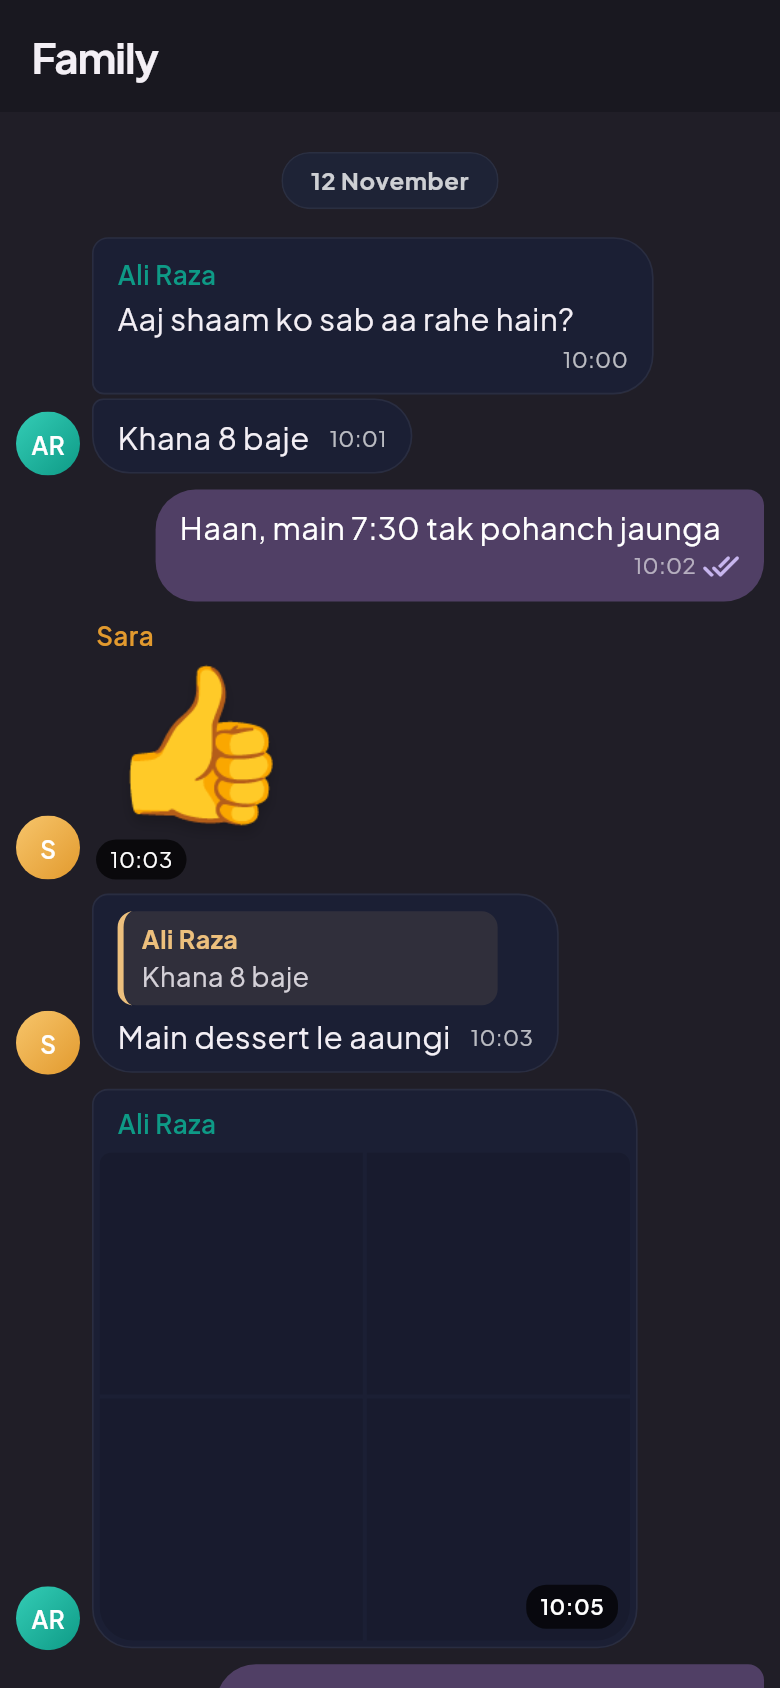 Family
12 November
Ali Raza
Aaj shaam ko sab aa rahe hain?
10:00
AR
Khana 8 baje 10:01
Haan, main 7:30 tak pohanch jaunga
10:02
Sara
S
10:03
Ali Raza
Khana 8 baje
S
Main dessert le aaungi 10:03
Ali Raza
10:05
AR